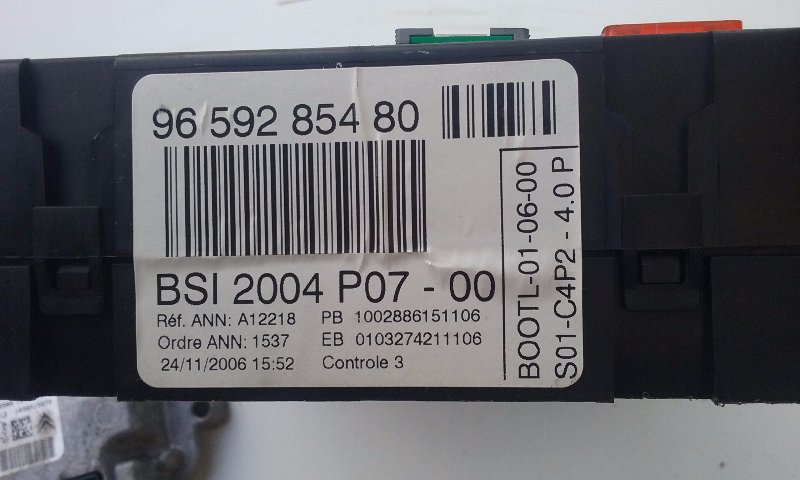 96 592 854 80
BSI 2004 P07 - 00
Réf. ANN: A12218 PB 1002886151106
Ordre ANN: 1537 EB 0103274211106
24/11/2006 15:52 Controle 3
BOOTL-01-06-00
S01-C4P2 - 4.0 P